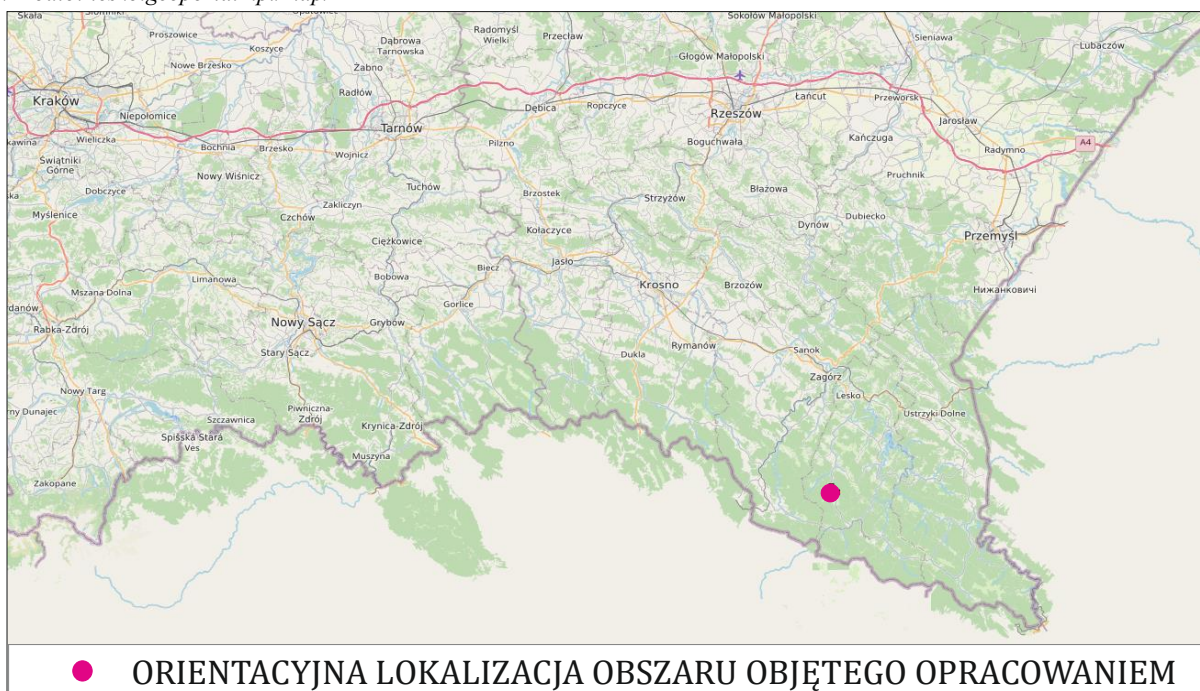 Skała
Proszowice
Koszyce
Dąbrowa
Tarnowska
Radomyśl
Wielki
Przecław
Sokołów Małopolski
Sieniawa
Lubaczów
Nowe Brzesko
Żabno
Głogów Małopolski
Radłów
Kraków
Niepołomice
Dębica
Ropczyce
Łańcut
Przeworsk
Rzeszów
Tarnów
Jarosław
Wieliczka
Bochnia
Brzesko
Wojnicz
Pilzno
Boguchwała
Kańczuga
A4
Radymno
Świątniki
Górne
Nowy Wiśnicz
Pruchnik
Dobczyce
Tuchów
Brzostek
Strzyżów
Błażowa
Zakliczyn
Myślenice
Czchów
Dubiecko
Dynów
Kołaczyce
Ciężkowice
Przemyśl
Jasło
Biecz
Limanowa
Bobowa
Krosno
Brzozów
Нижанковичі
Mszana Dolna
Gorlice
Rabka-Zdrój
Nowy Sącz
Grybów
Stary Sącz
Dukla
Rymanów
Sanok
Zagórz
Nowy Targ
Lesko
Piwniczna-
Zdrój
Szczawnica
Krynica-Zdrój
Ustrzyki Dolne
Spišská Stará
Ves
Muszyna
Zakopane
ORIENTACYJNA LOKALIZACJA OBSZARU OBJĘTEGO OPRACOWANIEM